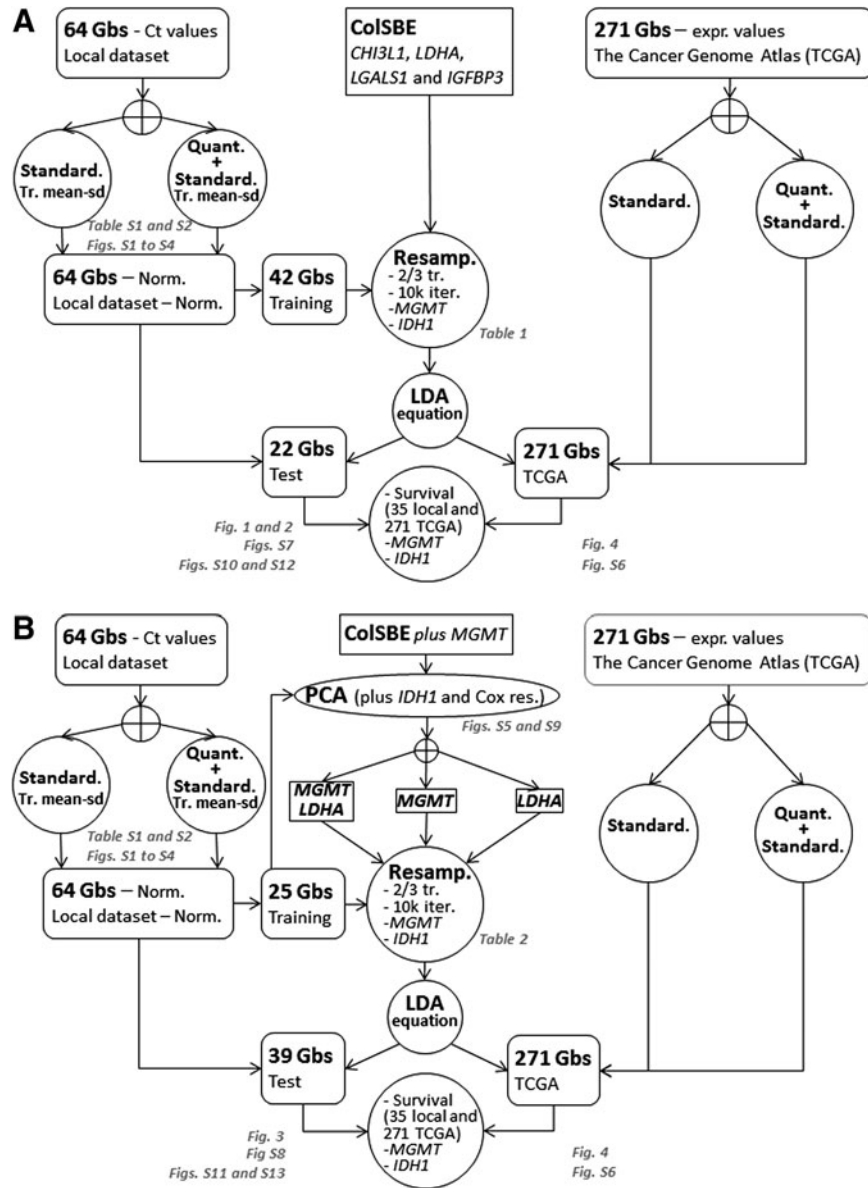 A
64 Gbs - Ct values
Local dataset
ColSBE
CHI3L1, LDHA,
LGALS1 and IGFBP3
271 Gbs – expr. values
The Cancer Genome Atlas (TCGA)
Standard.
Tr. mean-sd
Quant.
+
Standard.
Tr. mean-sd
Standard.
Quant.
+
Standard.
Table S1 and S2
Figs. S1 to S4
64 Gbs – Norm.
Local dataset – Norm.
42 Gbs
Training
Resamp.
- 2/3 tr.
- 10k iter.
-MGMT
- IDH1
Table 1
LDA
equation
22 Gbs
Test
271 Gbs
TCGA
- Survival
(35 local and
271 TCGA)
-MGMT
- IDH1
Fig. 1 and 2
Figs. S7
Figs. S10 and S12
Fig. 4
Fig. S6
B
64 Gbs - Ct values
Local dataset
ColSBE plus MGMT
271 Gbs – expr. values
The Cancer Genome Atlas (TCGA)
PCA (plus IDH1 and Cox res.)
Figs. S5 and S9
Standard.
Tr. mean-sd
Quant.
+
Standard.
Tr. mean-sd
MGMT
LDHA
MGMT
LDHA
Standard.
Quant.
+
Standard.
Table S1 and S2
Figs. S1 to S4
64 Gbs – Norm.
Local dataset – Norm.
25 Gbs
Training
Resamp.
- 2/3 tr.
- 10k iter.
-MGMT
- IDH1
Table 2
LDA
equation
39 Gbs
Test
271 Gbs
TCGA
- Survival
(35 local and
271 TCGA)
-MGMT
- IDH1
Fig. 3
Fig S8
Figs. S11 and S13
Fig. 4
Fig. S6